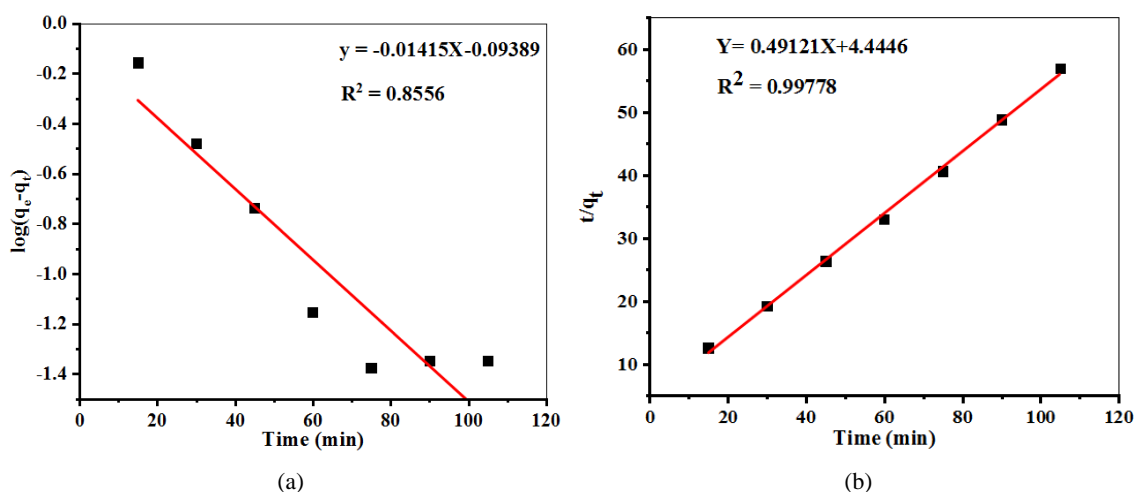 y = -0.01415X-0.09389
R² = 0.8556
log(qₑ-qₜ)
0.0
-0.2
-0.4
-0.6
-0.8
-1.0
-1.2
-1.4
0 20 40 60 80 100 120
Time (min)
(a)
Y= 0.49121X+4.4446
R² = 0.99778
t/qₜ
60
50
40
30
20
10
0 20 40 60 80 100 120
Time (min)
(b)